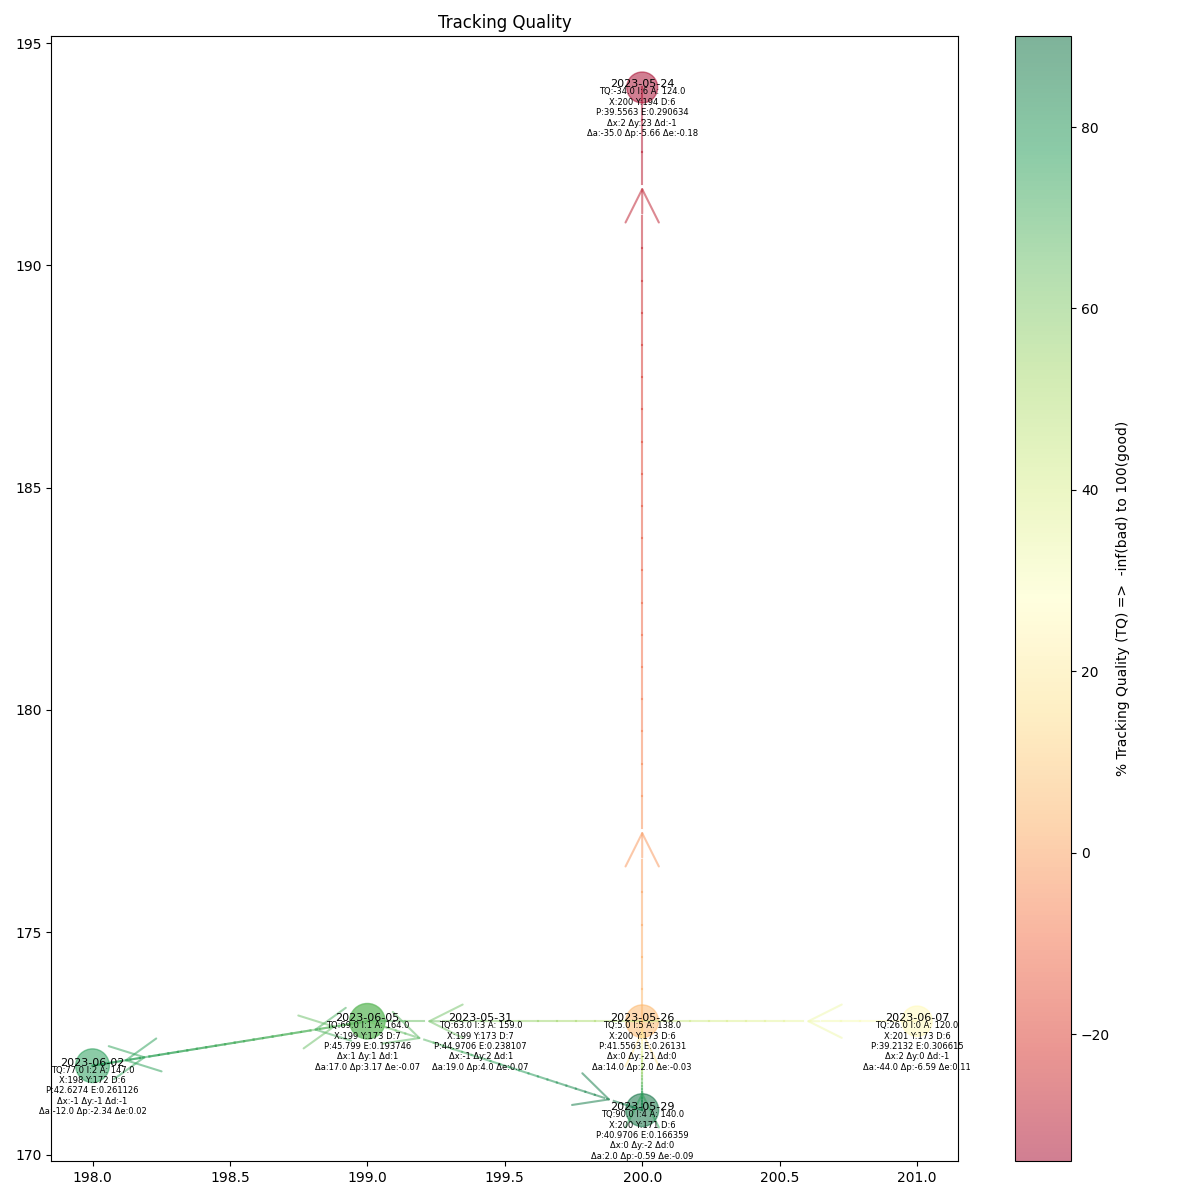 Tracking Quality
195
190
185
180
175
170
198.0
198.5
199.0
199.5
200.0
200.5
201.0
2023-05-24
TQ:-34.0 I:6 A: 124.0
X:200 Y:194 D:6
P:39.5563 E:0.290634
Δx:2 Δy:23 Δd:-1
Δa:-35.0 Δp:-5.66 Δe:-0.18
2023-06-05
TQ:69.0 I:1 A: 164.0
X:199 Y:173 D:7
P:45.799 E:0.193746
Δx:1 Δy:1 Δd:1
Δa:17.0 Δp:3.17 Δe:-0.07
2023-05-31
TQ:63.0 I:3 A: 159.0
X:199 Y:173 D:7
P:44.9706 E:0.238107
Δx:-1 Δy:2 Δd:1
Δa:19.0 Δp:4.0 Δe:0.07
2023-05-26
TQ:5.0 I:5 A: 138.0
X:200 Y:173 D:6
P:41.5563 E:0.26131
Δx:0 Δy:-21 Δd:0
Δa:14.0 Δp:2.0 Δe:-0.03
2023-06-07
TQ:26.0 I:0 A: 120.0
X:201 Y:173 D:6
P:39.2132 E:0.306615
Δx:2 Δy:0 Δd:-1
Δa:-44.0 Δp:-6.59 Δe:0.11
2023-06-02
TQ:77.0 I:2 A: 147.0
X:198 Y:172 D:6
P:42.6274 E:0.261126
Δx:-1 Δy:-1 Δd:-1
Δa:-12.0 Δp:-2.34 Δe:0.02
2023-05-29
TQ:90.0 I:4 A: 140.0
X:200 Y:171 D:6
P:40.9706 E:0.166359
Δx:0 Δy:-2 Δd:0
Δa:2.0 Δp:-0.59 Δe:-0.09
80
60
40
20
0
−20
% Tracking Quality (TQ) => -inf(bad) to 100(good)